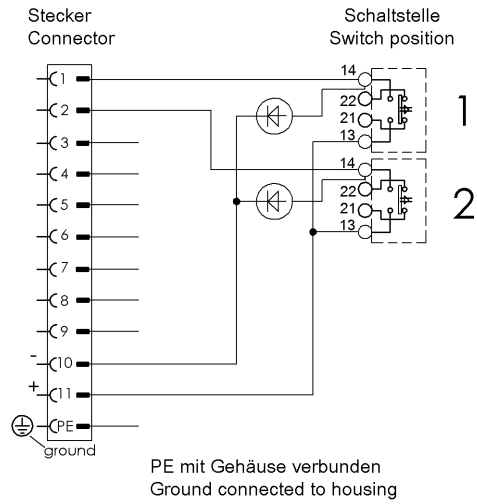 Stecker
Connector
Schaltstelle
Switch position
1
2
3
4
5
6
7
8
9
- 10
+ 11
PE
ground
14
22
21
13
1
14
22
21
13
2
PE mit Gehäuse verbunden
Ground connected to housing